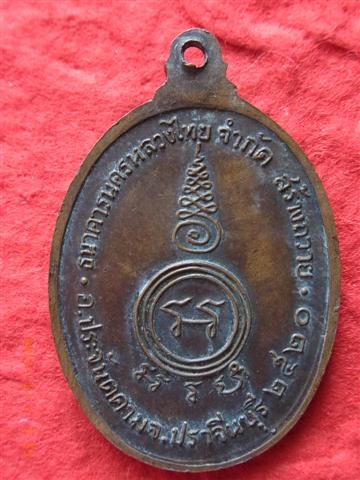 ธนาคารนครหลวงไทย จำกัด สร้างถวาย
อ.ประจันตคาม จ.ปราจีนบุรี ๒๕๒๐